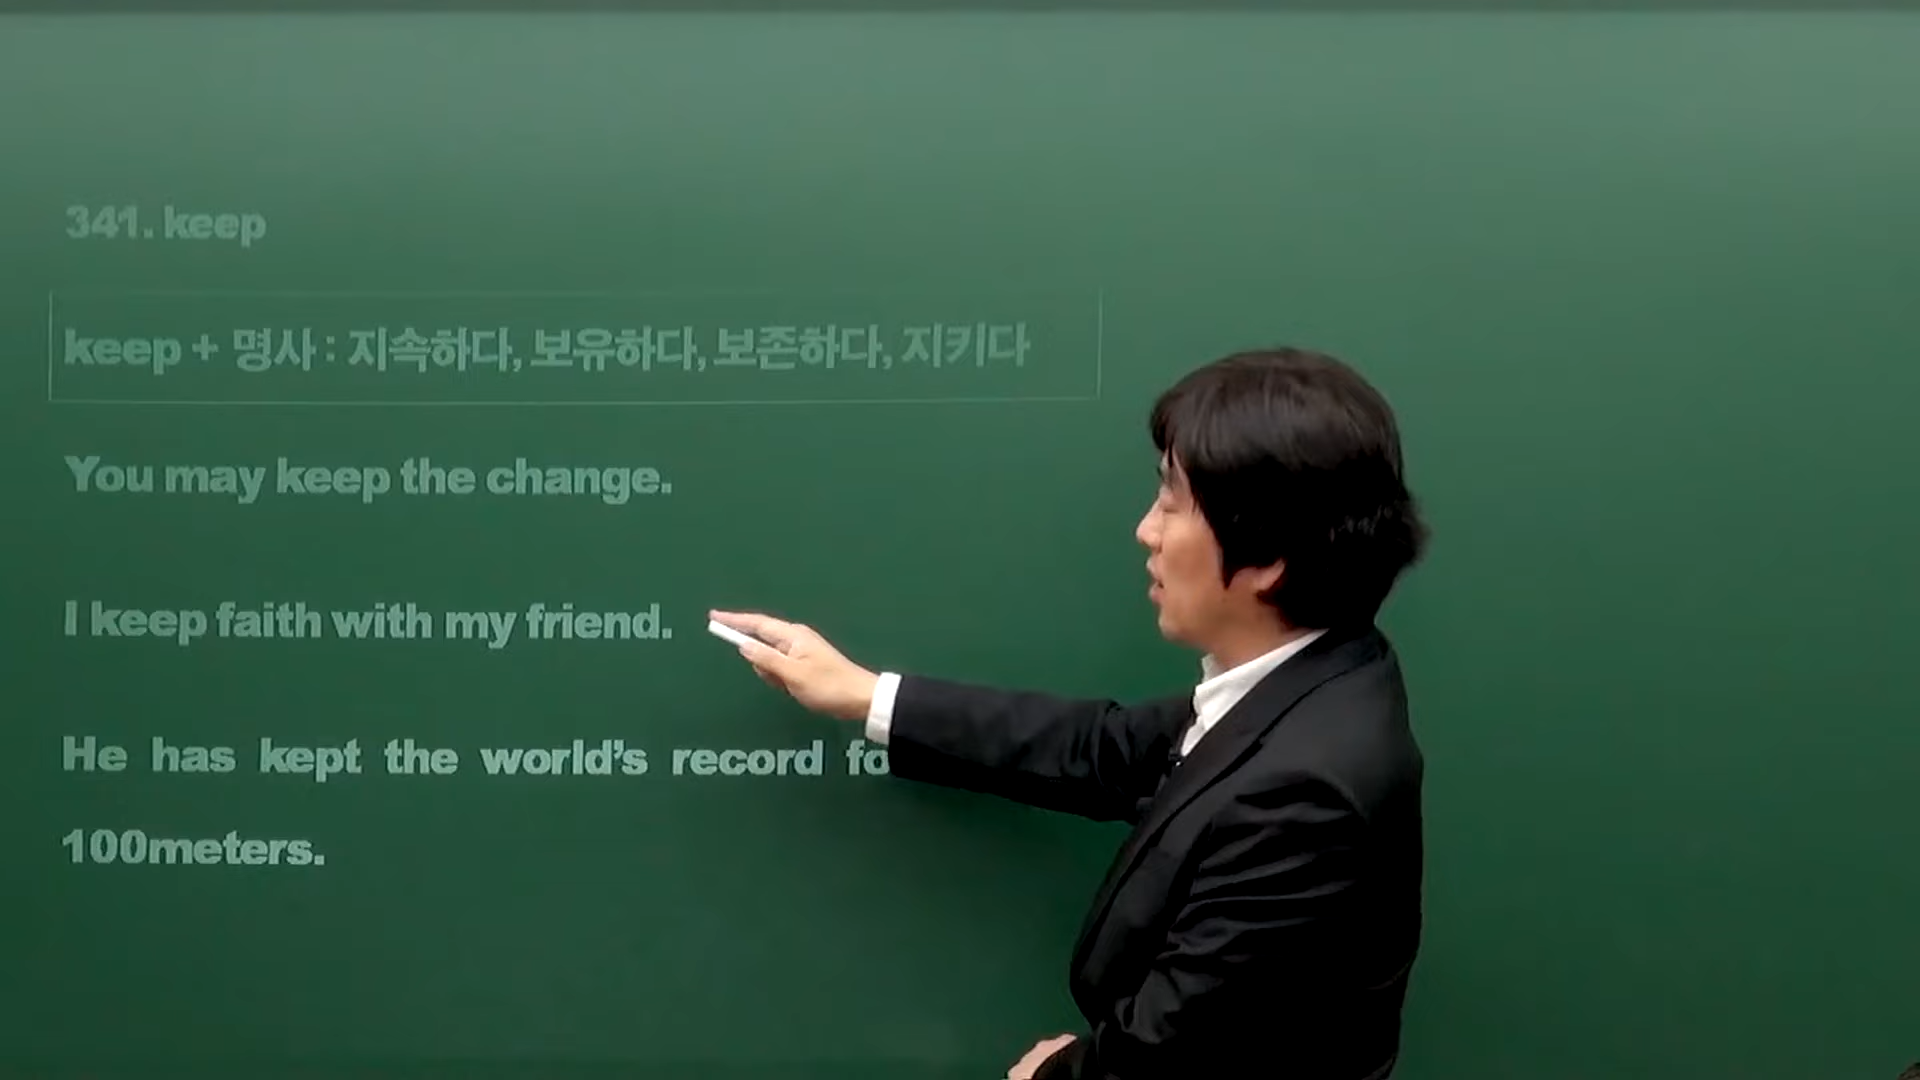 341. keep
keep + 명사 : 지속하다, 보유하다, 보존하다, 지키다
You may keep the change.
I keep faith with my friend.
He has kept the world’s record
100meters.